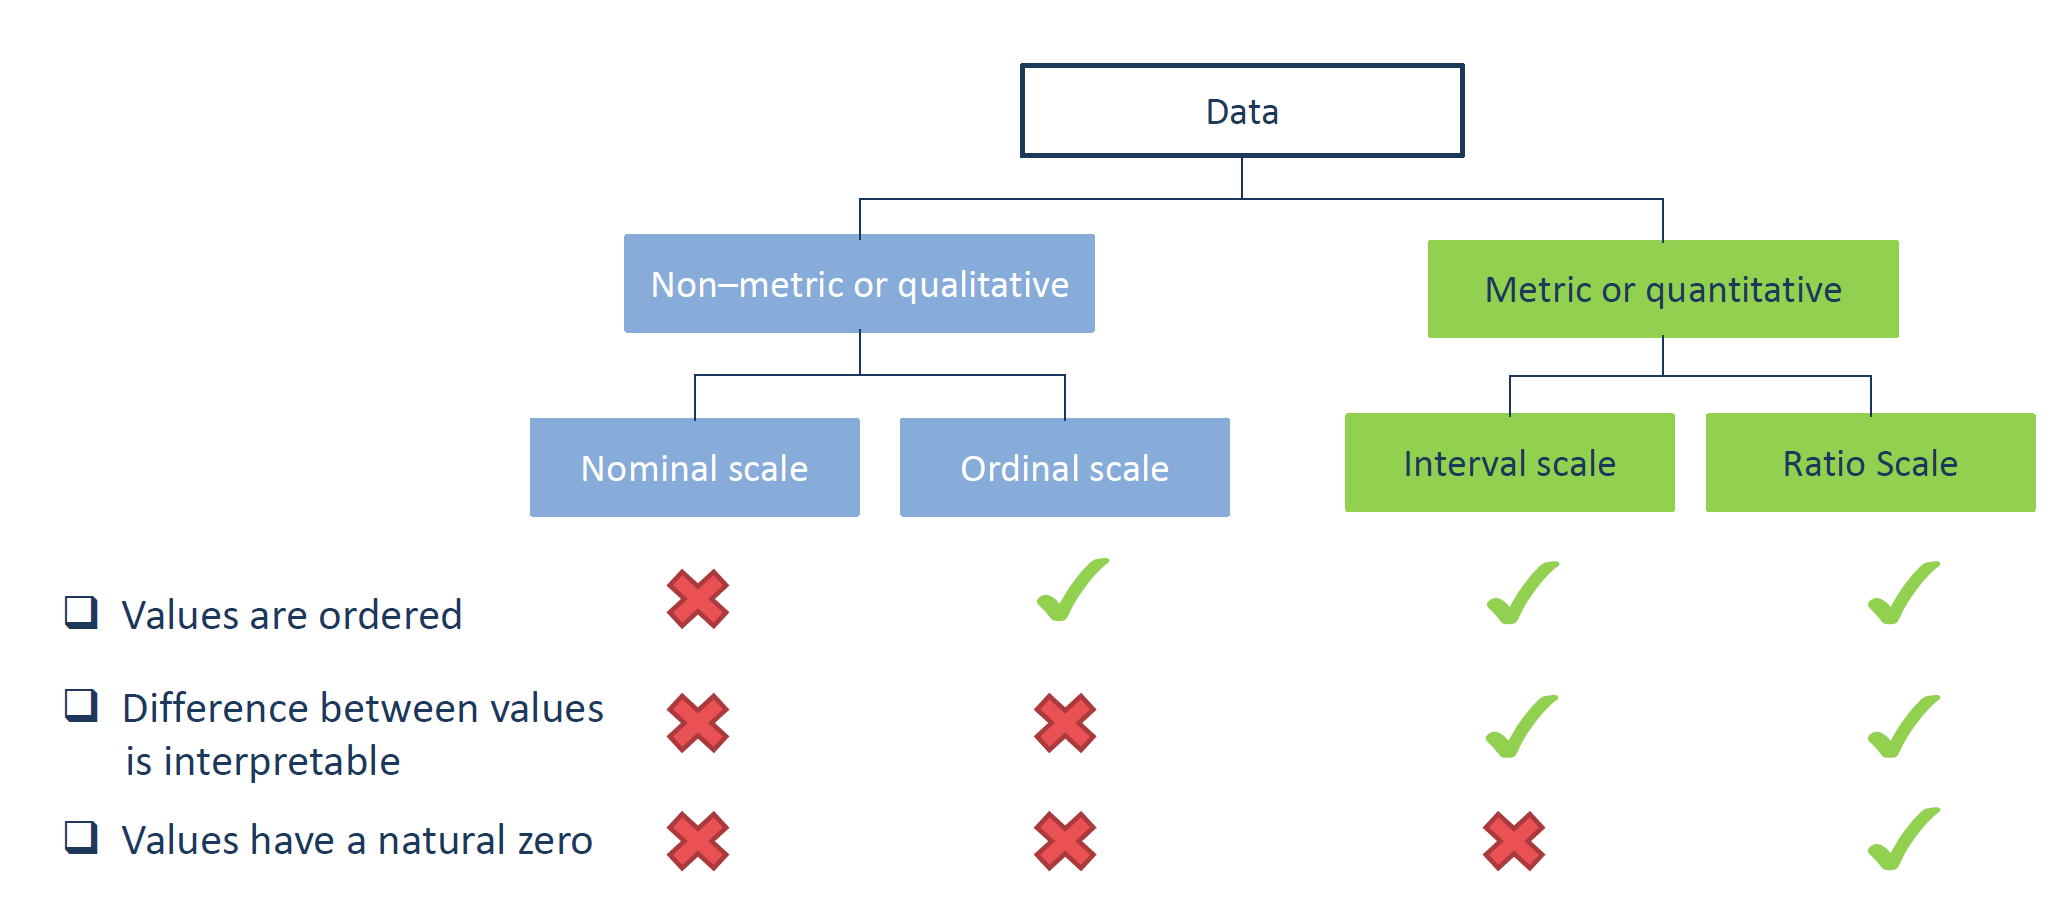 Data
Non–metric or qualitative
Metric or quantitative
Nominal scale
Ordinal scale
Interval scale
Ratio Scale
Values are ordered
Difference between values
is interpretable
Values have a natural zero